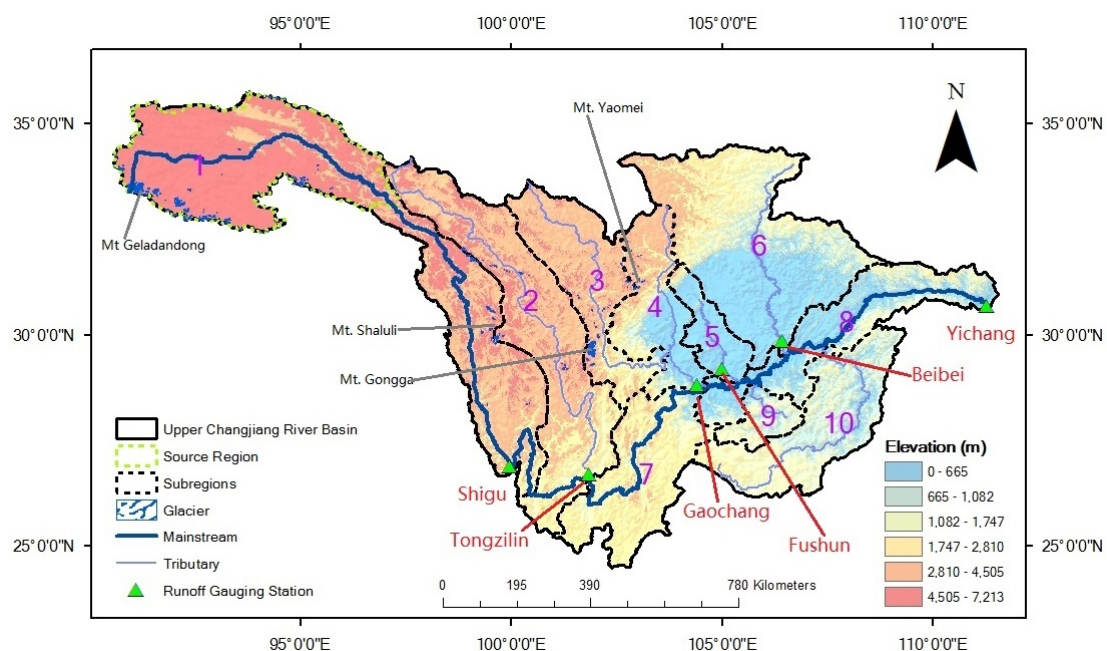 95°0'0"E 100°0'0"E 105°0'0"E 110°0'0"E
35°0'0"N 35°0'0"N
30°0'0"N 30°0'0"N
25°0'0"N 25°0'0"N
N
Mt. Yaomei
1
Mt Geladandong
6
2
3
4
Mt. Shaluli
5
8
Yichang
Mt. Gongga
Beibei
9
10
7
Shigu
Tongzilin
Gaochang
Fushun
Upper Changjiang River Basin
Source Region
Subregions
Glacier
Mainstream
Tributary
Runoff Gauging Station
0 195 390 780 Kilometers
Elevation (m)
0 - 665
665 - 1,082
1,082 - 1,747
1,747 - 2,810
2,810 - 4,505
4,505 - 7,213
95°0'0"E 100°0'0"E 105°0'0"E 110°0'0"E